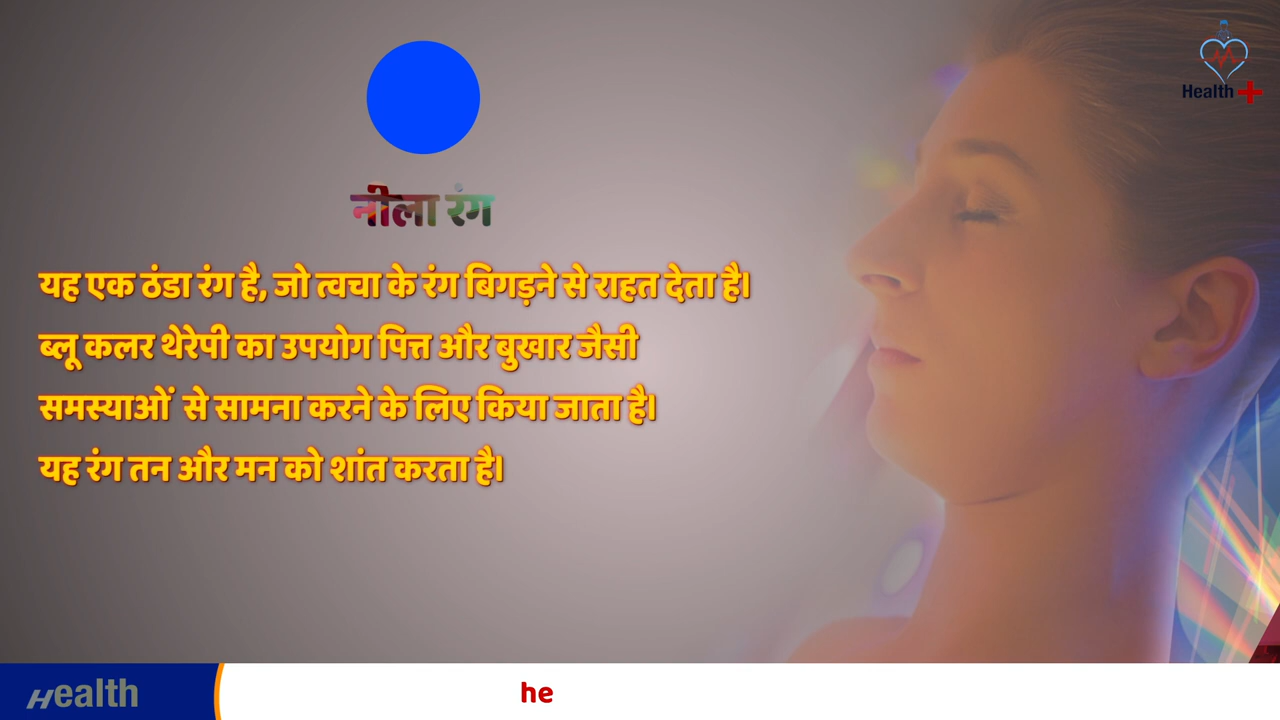 Health
नीला रंग
यह एक ठंडा रंग है, जो त्वचा के रंग बिगड़ने से राहत देता है।
ब्लू कलर थेरेपी का उपयोग पित्त और बुखार जैसी
समस्याओं से सामना करने के लिए किया जाता है।
यह रंग तन और मन को शांत करता है।
Health
he